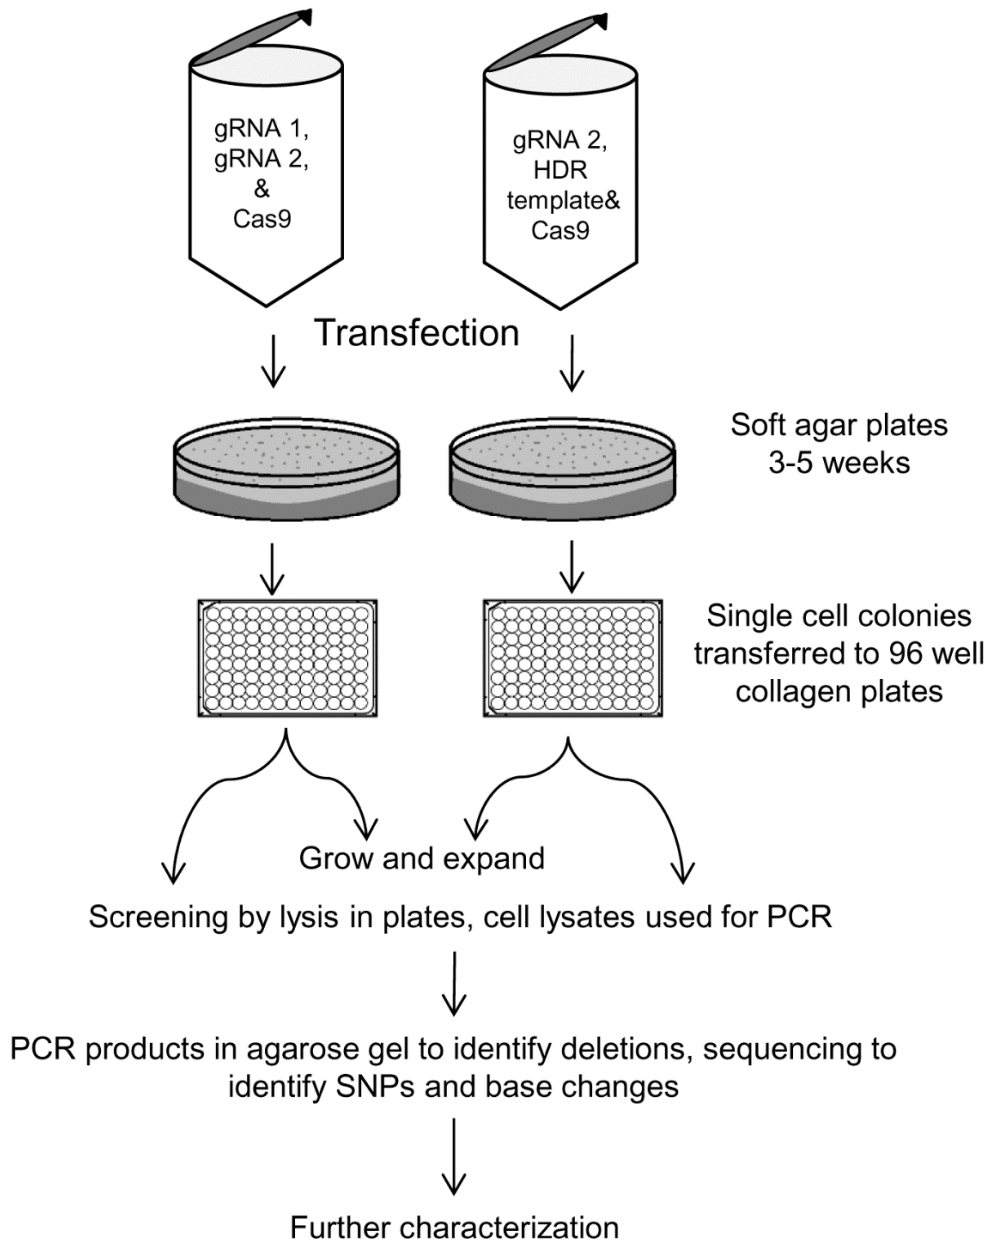 gRNA 1,
gRNA 2,
&
Cas9
gRNA 2,
HDR
template&
Cas9
Transfection
Soft agar plates
3-5 weeks
Single cell colonies
transferred to 96 well
collagen plates
Grow and expand
Screening by lysis in plates, cell lysates used for PCR
PCR products in agarose gel to identify deletions, sequencing to
identify SNPs and base changes
Further characterization